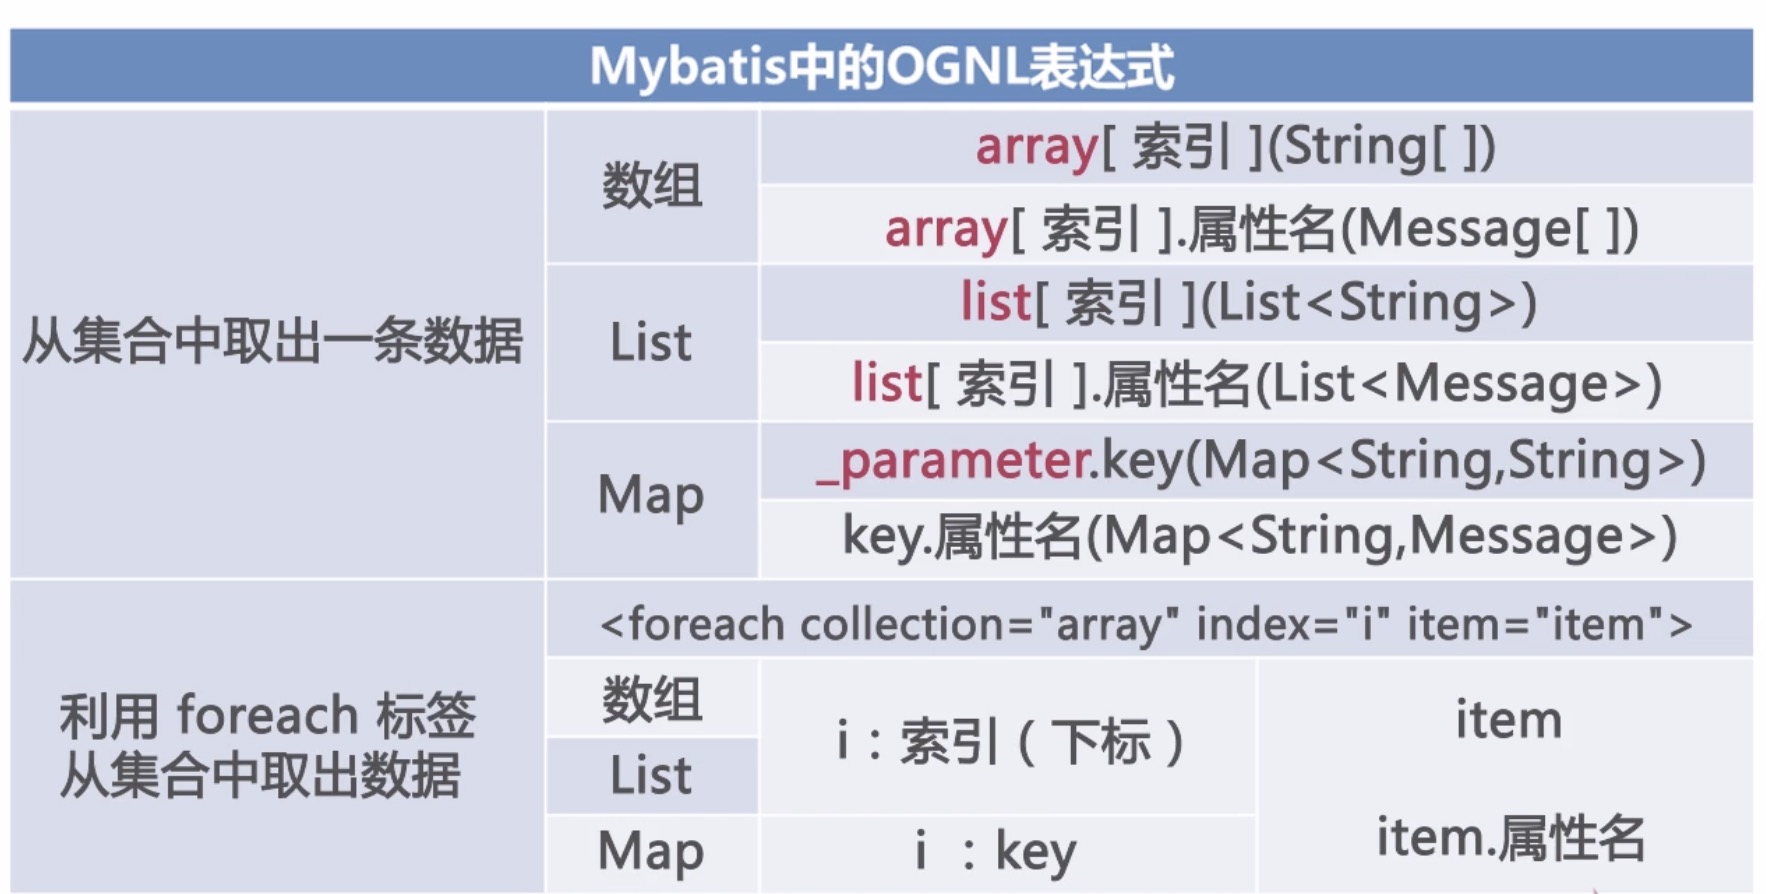 Mybatis中的OGNL表达式
从集合中取出一条数据
数组
array[ 索引 ](String[ ])
array[ 索引 ].属性名(Message[ ])
List
list[ 索引 ](List<String>)
list[ 索引 ].属性名(List<Message>)
Map
_parameter.key(Map<String,String>)
key.属性名(Map<String,Message>)
利用 foreach 标签
从集合中取出数据
<foreach collection="array" index="i" item="item">
数组
List
i：索引（下标）
Map
i ：key
item
item.属性名